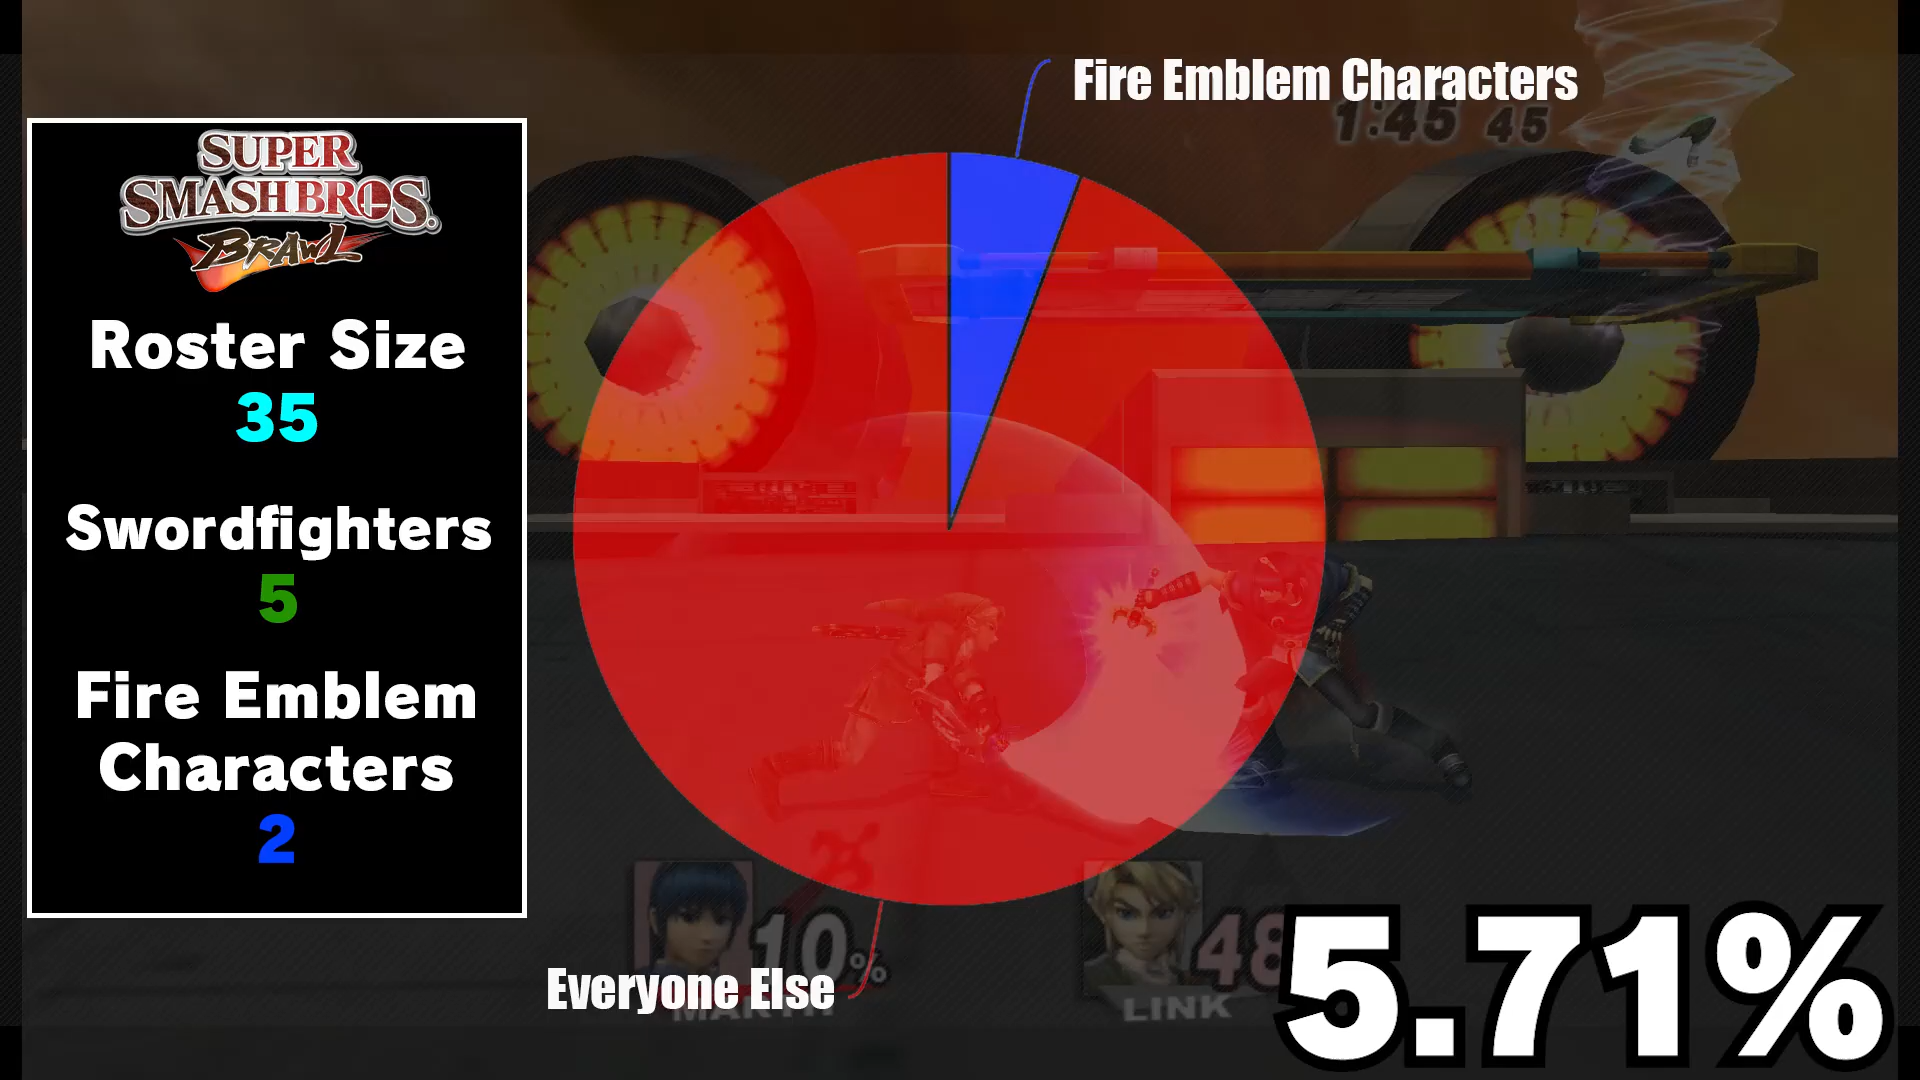 Fire Emblem Characters
1:45 45
SUPER
SMASH BROS.
BRAWL
Roster Size
35
Swordfighters
5
Fire Emblem
Characters
2
10%
48
Everyone Else
MARTH
LINK
5.71%